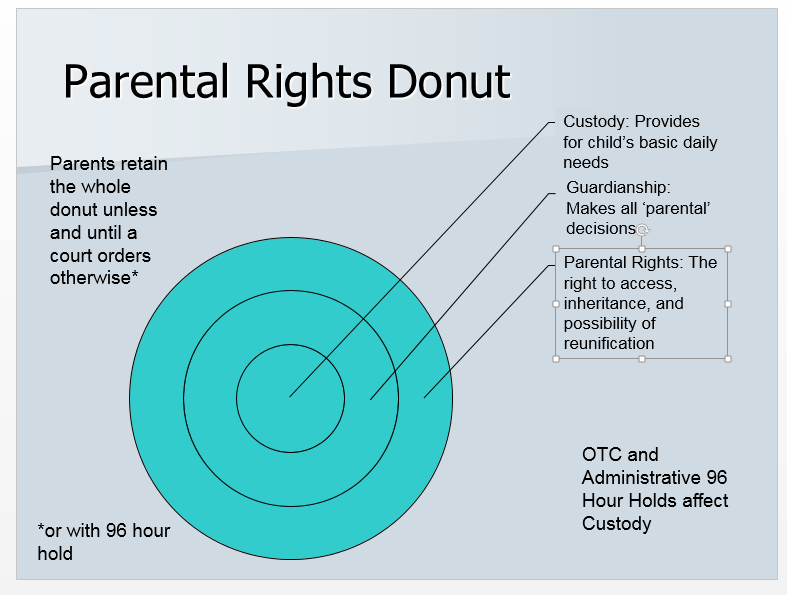 Parental Rights Donut
Parents retain
the whole
donut unless
and until a
court orders
otherwise*
Custody: Provides
for child’s basic daily
needs
Guardianship:
Makes all ‘parental’
decisions
Parental Rights: The
right to access,
inheritance, and
possibility of
reunification
OTC and
Administrative 96
Hour Holds affect
Custody
*or with 96 hour
hold